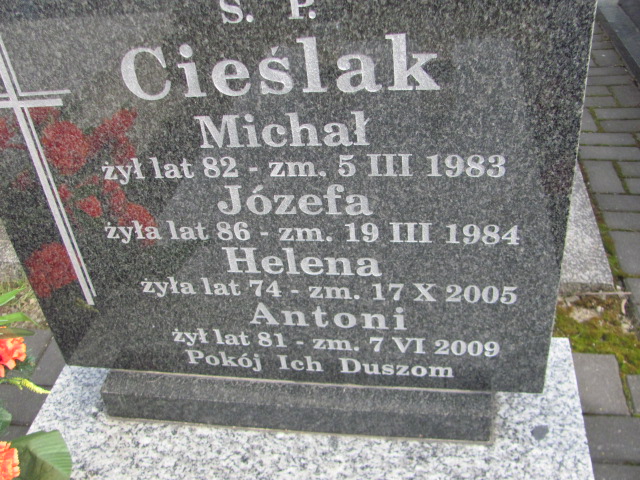 Ś. P.
Cieślak
Michał
żył lat 82 - zm. 5 III 1983
Józefa
żyła lat 86 - zm. 19 III 1984
Helena
żyła lat 74 - zm. 17 X 2005
Antoni
żył lat 81 - zm. 7 VI 2009
Pokój Ich Duszom